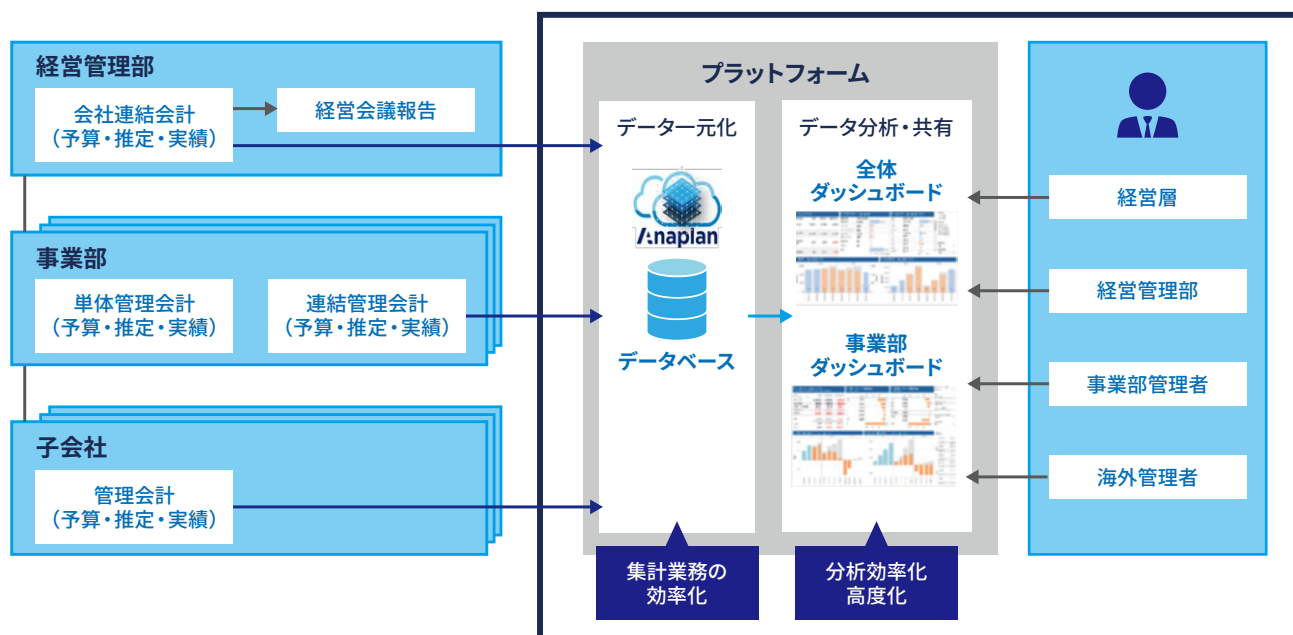 経営管理部
会社連結会計
（予算・推定・実績）
経営会議報告
事業部
単体管理会計
（予算・推定・実績）
連結管理会計
（予算・推定・実績）
子会社
管理会計
（予算・推定・実績）
プラットフォーム
データ一元化
Anaplan
データベース
データ分析・共有
全体
ダッシュボード
事業部
ダッシュボード
集計業務の
効率化
分析効率化
高度化
経営層
経営管理部
事業部管理者
海外管理者